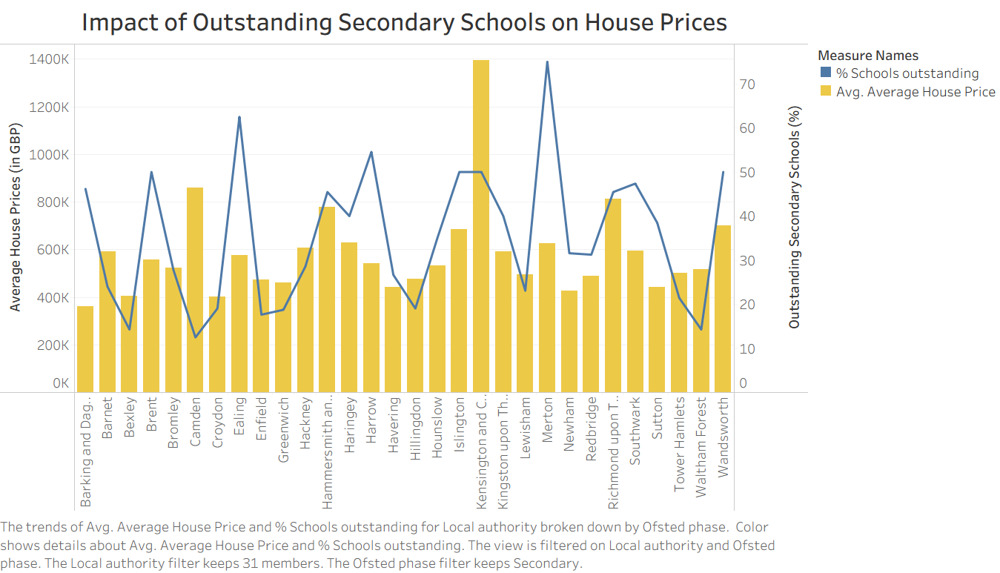 Impact of Outstanding Secondary Schools on House Prices
Measure Names
% Schools outstanding
Avg. Average House Price
Average House Prices (in GBP)
1400K
1200K
1000K
800K
600K
400K
200K
0K
70
60
50
40
30
20
10
0
Outstanding Secondary Schools (%)
Barking and Dag..
Barnet
Bexley
Brent
Bromley
Camden
Croydon
Ealing
Enfield
Greenwich
Hackney
Hammersmith an..
Haringey
Harrow
Havering
Hillingdon
Hounslow
Islington
Kensington and C..
Kingston upon Th..
Lewisham
Merton
Newham
Redbridge
Richmond upon T..
Southwark
Sutton
Tower Hamlets
Waltham Forest
Wandsworth
The trends of Avg. Average House Price and % Schools outstanding for Local authority broken down by Ofsted phase.  Color
shows details about Avg. Average House Price and % Schools outstanding. The view is filtered on Local authority and Ofsted
phase. The Local authority filter keeps 31 members. The Ofsted phase filter keeps Secondary.